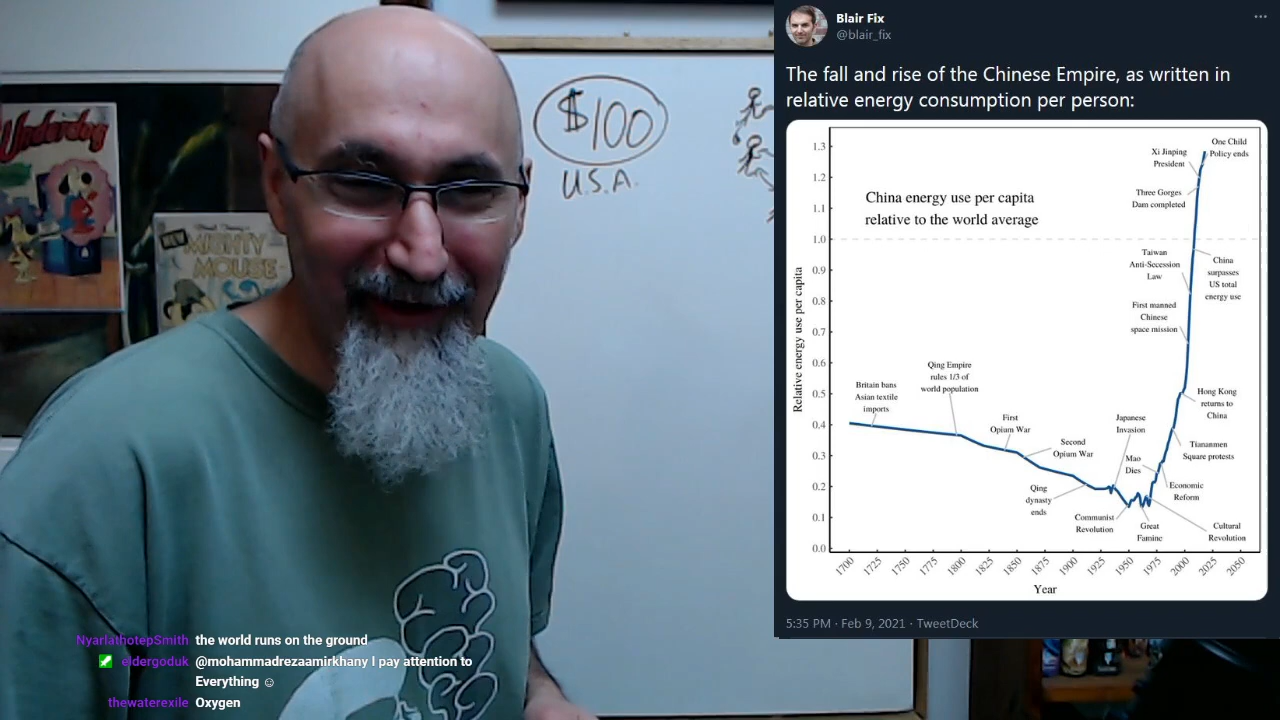 Underdog
NEW
MIGHTY
MOUSE
$100
U.S.A.
Blair Fix
@blair_fix
The fall and rise of the Chinese Empire, as written in
relative energy consumption per person:
China energy use per capita
relative to the world average
Relative energy use per capita
1.3
1.2
1.1
1.0
0.9
0.8
0.7
0.6
0.5
0.4
0.3
0.2
0.1
0.0
Britain bans
Asian textile
imports
Qing Empire
rules 1/3 of
world population
First
Opium War
Second
Opium War
Qing
dynasty
ends
Japanese
Invasion
Communist
Revolution
Great
Famine
Cultural
Revolution
Mao
Dies
Economic
Reform
Tiananmen
Square protests
Hong Kong
returns to
China
First manned
Chinese
space mission
Taiwan
Anti-Secession
Law
China
surpasses
US total
energy use
Three Gorges
Dam completed
Xi Jinping
President
One Child
Policy ends
1700
1725
1750
1775
1800
1825
1850
1875
1900
1925
1950
1975
2000
2025
2050
Year
5:35 PM · Feb 9, 2021 · TweetDeck
NyarlathotepSmith the world runs on the ground
eldergoduk @mohammadrezaamirkhany I pay attention to
Everything ☺
thewaterexile Oxygen